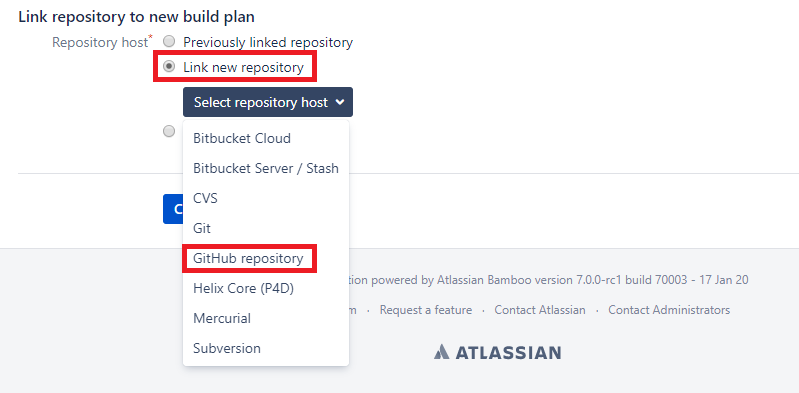 Link repository to new build plan
Repository host* Previously linked repository
Link new repository
Select repository host
Bitbucket Cloud
Bitbucket Server / Stash
CVS
Git
GitHub repository
Helix Core (P4D)
Mercurial
Subversion
C
tion powered by Atlassian Bamboo version 7.0.0-rc1 build 70003 - 17 Jan 20
m · Request a feature · Contact Atlassian · Contact Administrators
ATLASSIAN